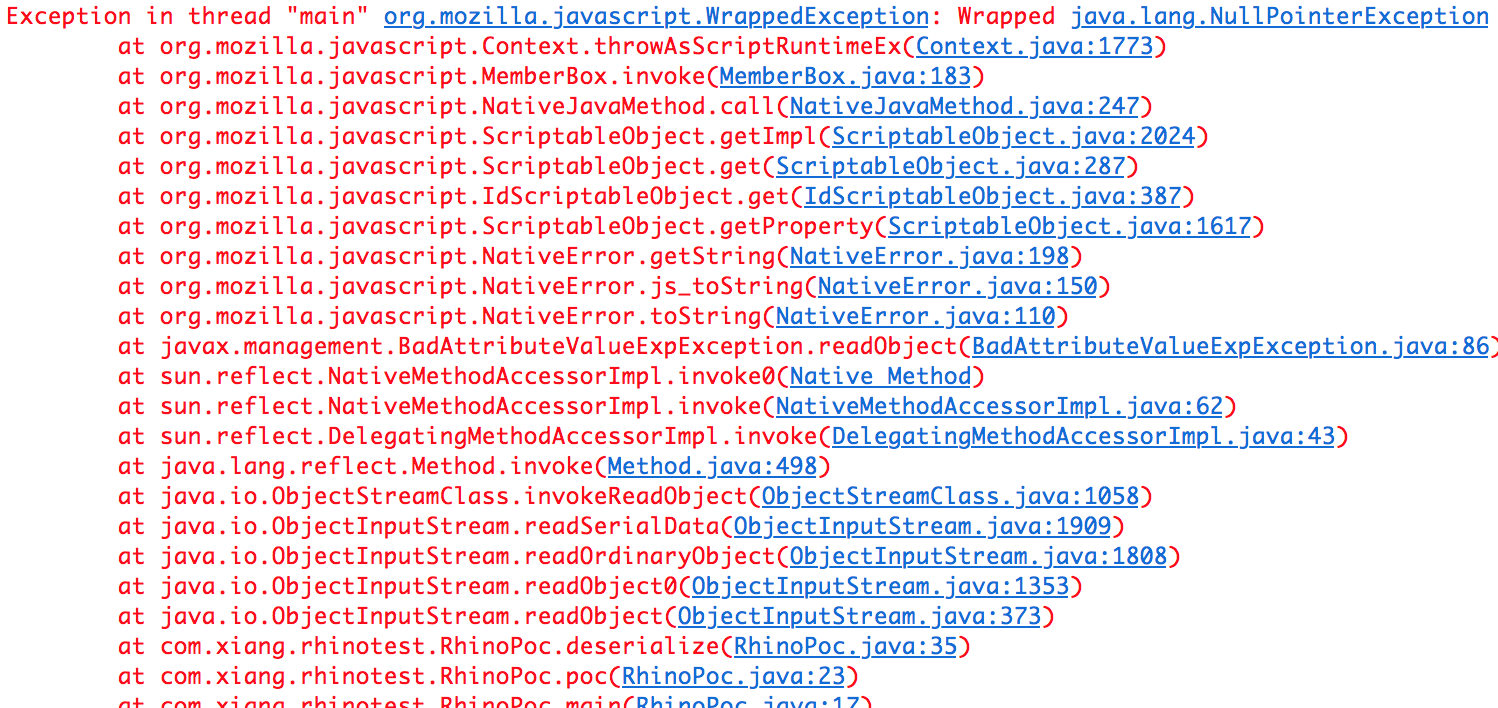 Exception in thread "main" org.mozilla.javascript.WrappedException: Wrapped java.lang.NullPointerException
at org.mozilla.javascript.Context.throwAsScriptRuntimeEx(Context.java:1773)
at org.mozilla.javascript.MemberBox.invoke(MemberBox.java:183)
at org.mozilla.javascript.NativeJavaMethod.call(NativeJavaMethod.java:247)
at org.mozilla.javascript.ScriptableObject.getImpl(ScriptableObject.java:2024)
at org.mozilla.javascript.ScriptableObject.get(ScriptableObject.java:287)
at org.mozilla.javascript.IdScriptableObject.get(IdScriptableObject.java:387)
at org.mozilla.javascript.ScriptableObject.getProperty(ScriptableObject.java:1617)
at org.mozilla.javascript.NativeError.getString(NativeError.java:198)
at org.mozilla.javascript.NativeError.js_toString(NativeError.java:150)
at org.mozilla.javascript.NativeError.toString(NativeError.java:110)
at javax.management.BadAttributeValueExpException.readObject(BadAttributeValueExpException.java:86)
at sun.reflect.NativeMethodAccessorImpl.invoke0(Native Method)
at sun.reflect.NativeMethodAccessorImpl.invoke(NativeMethodAccessorImpl.java:62)
at sun.reflect.DelegatingMethodAccessorImpl.invoke(DelegatingMethodAccessorImpl.java:43)
at java.lang.reflect.Method.invoke(Method.java:498)
at java.io.ObjectStreamClass.invokeReadObject(ObjectStreamClass.java:1058)
at java.io.ObjectInputStream.readSerialData(ObjectInputStream.java:1909)
at java.io.ObjectInputStream.readOrdinaryObject(ObjectInputStream.java:1808)
at java.io.ObjectInputStream.readObject0(ObjectInputStream.java:1353)
at java.io.ObjectInputStream.readObject(ObjectInputStream.java:373)
at com.xiang.rhinotest.RhinoPoc.deserialize(RhinoPoc.java:35)
at com.xiang.rhinotest.RhinoPoc.poc(RhinoPoc.java:23)
at com.xiang.rhinotest.RhinoPoc.main(RhinoPoc.java:17)